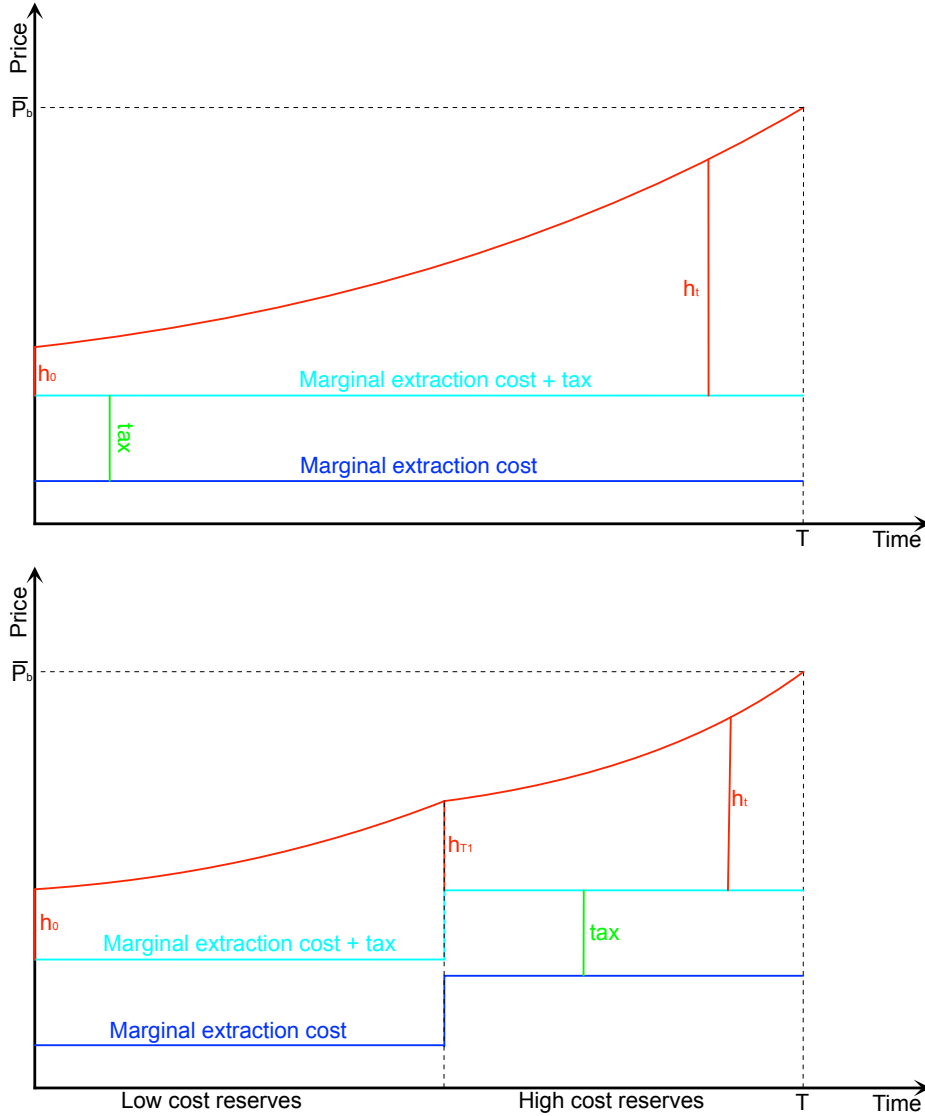 Price
P̅b
h0
ht
Marginal extraction cost + tax
tax
Marginal extraction cost
T
Time
Price
P̅b
h0
hT1
ht
Marginal extraction cost + tax
tax
Marginal extraction cost
Low cost reserves
High cost reserves
T
Time